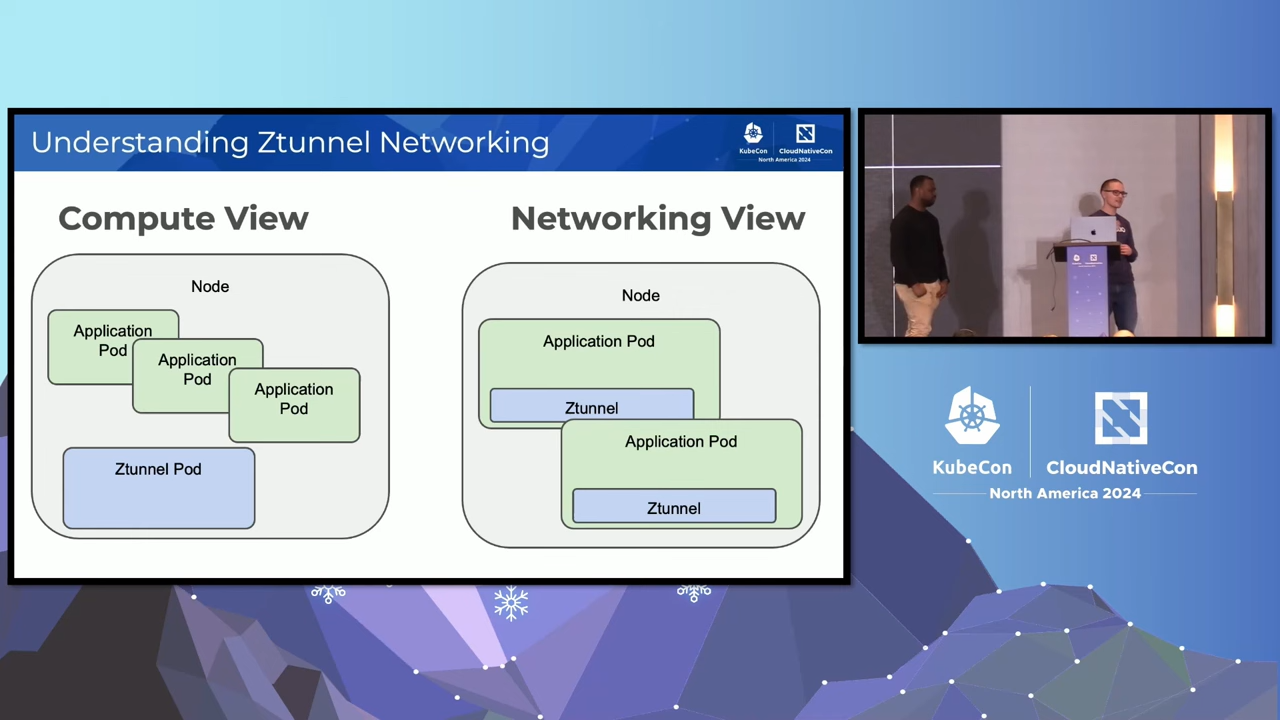 Understanding Ztunnel Networking
KubeCon
CloudNativeCon
North America 2024
Compute View
Node
Application
Pod
Application
Pod
Application
Pod
Ztunnel Pod
Networking View
Node
Application Pod
Ztunnel
Application Pod
Ztunnel
KubeCon
CloudNativeCon
North America 2024